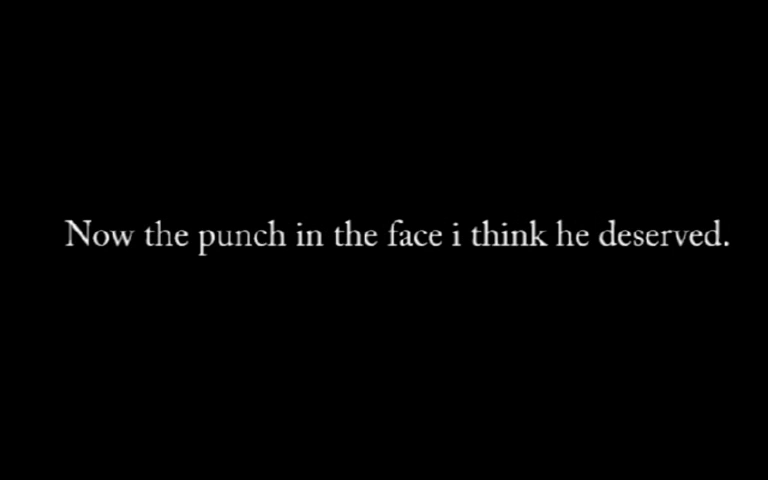 Now the punch in the face i think he deserved.